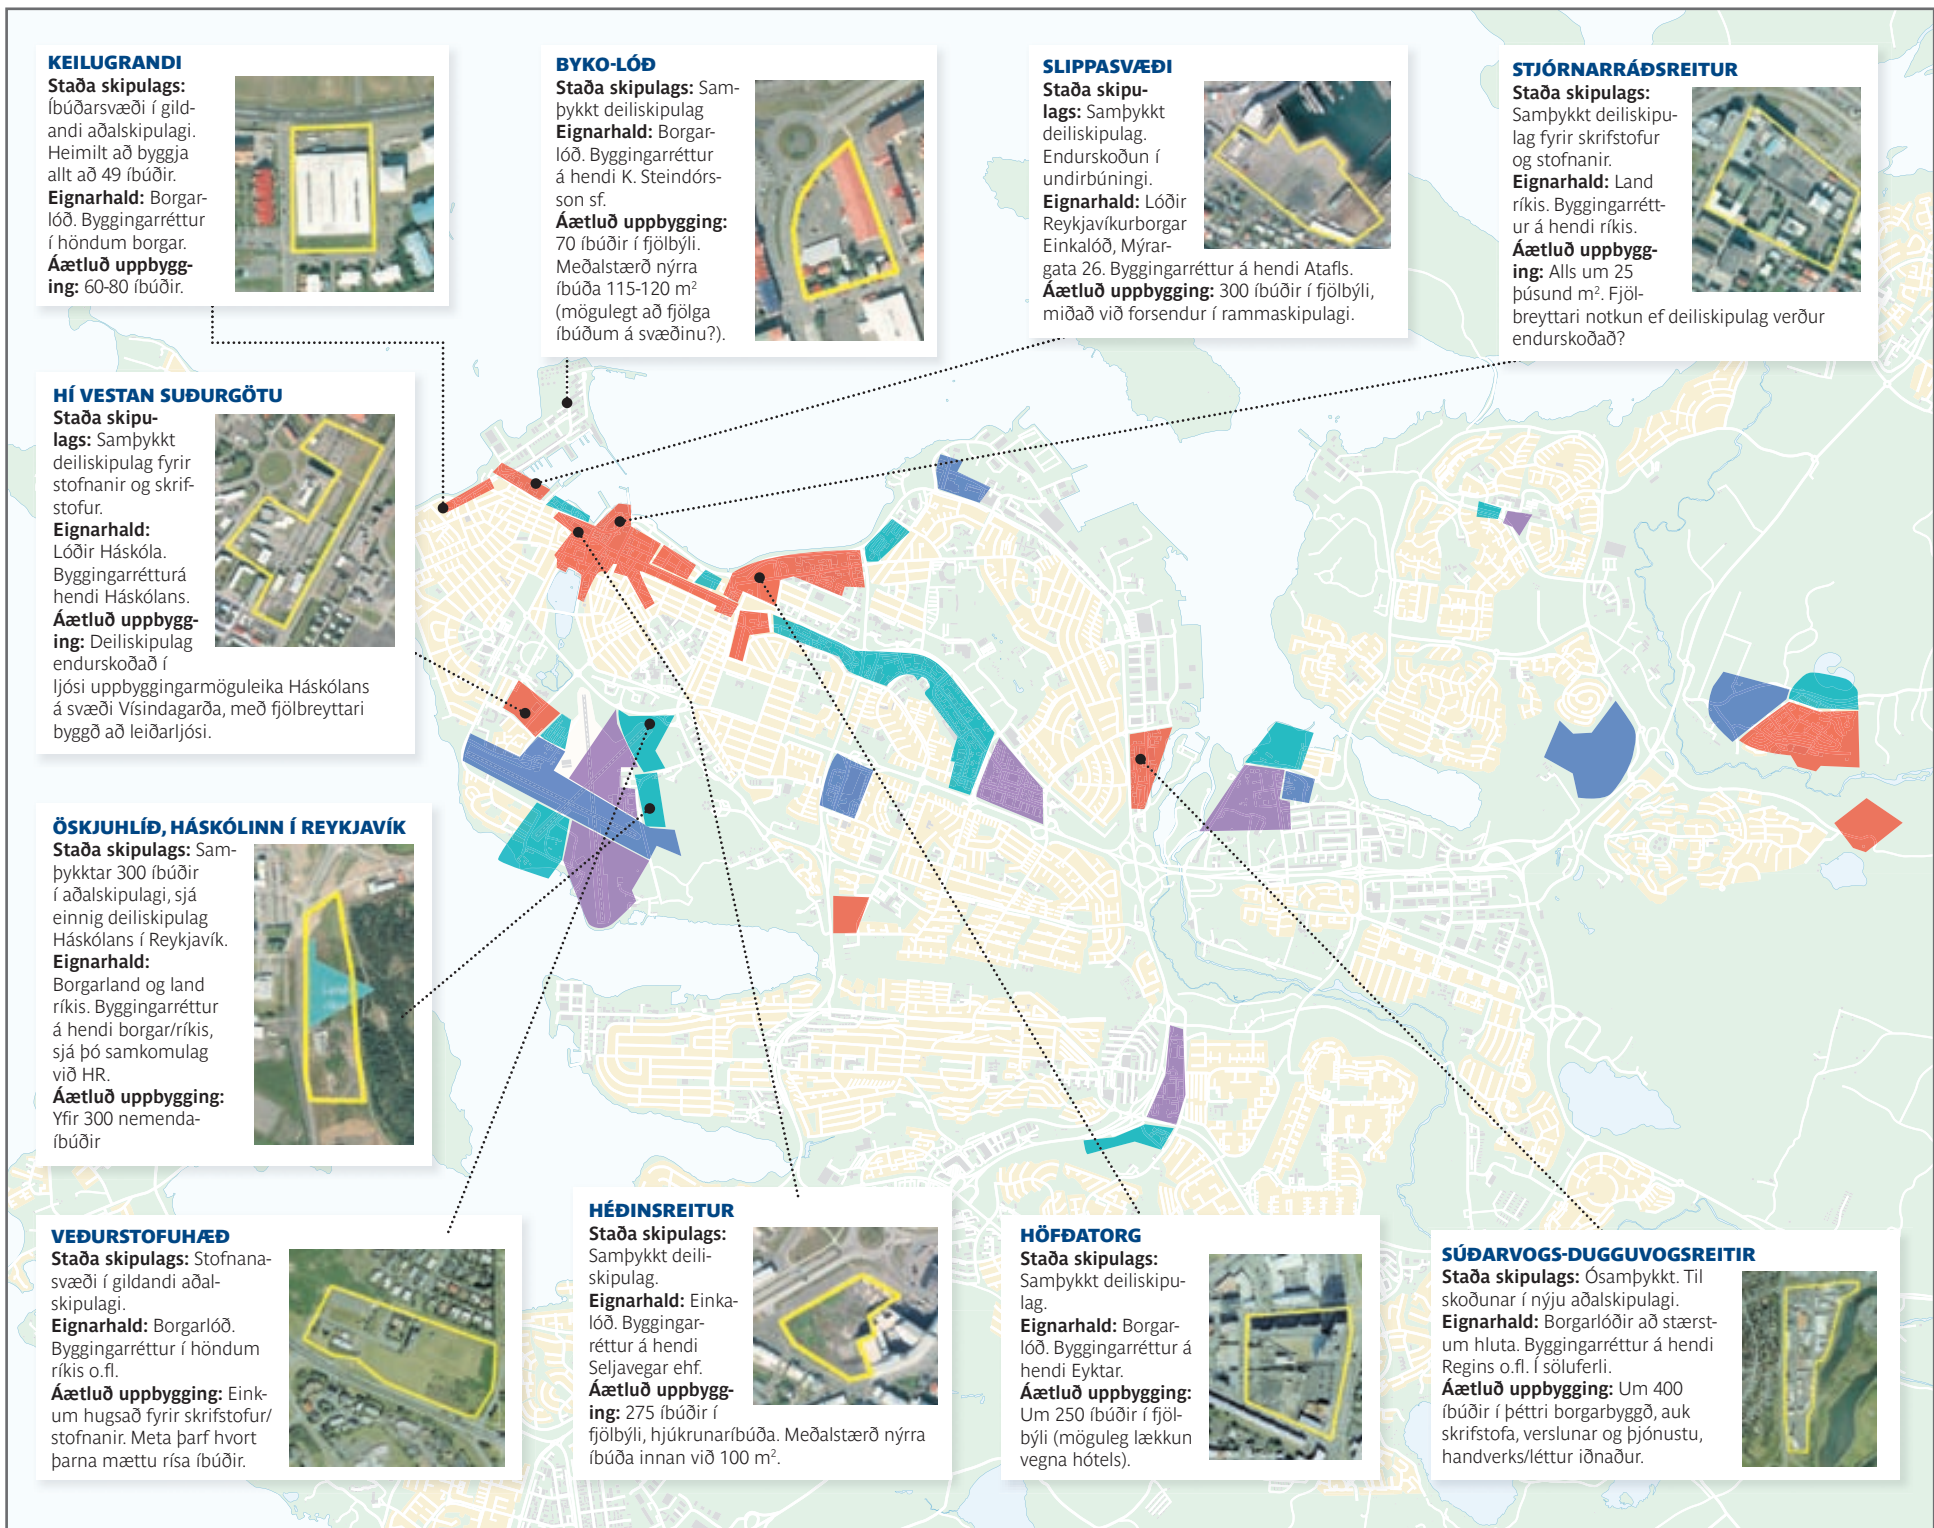 KEILUGRANDI
Staða skipulags:
Íbúðarsvæði í gild-
andi aðalskipulagi.
Heimilt að byggja
allt að 49 íbúðir.
Eignarhald: Borgar-
lóð. Byggingarréttur
í höndum borgar.
Áætluð uppbygg-
ing: 60-80 íbúðir.
BYKO-LÓÐ
Staða skipulags: Sam-
þykkt deiliskipulag
Eignarhald: Borgar-
lóð. Byggingarréttur
á hendi K. Steindórs-
son sf.
Áætluð uppbygging:
70 íbúðir í fjölbýli.
Meðalstærð nýrra
íbúða 115-120 m²
(mögulegt að fjölga
íbúðum á svæðinu?).
SLIPPASVÆÐI
Staða skipu-
lags: Samþykkt
deiliskipulag.
Endurskoðun í
undirbúningi.
Eignarhald: Lóðir
Reykjavíkurborgar
Einkalóð, Mýrar-
gata 26. Byggingarréttur á hendi Atafls.
Áætluð uppbygging: 300 íbúðir í fjölbýli,
miðað við forsendur í rammaskipulagi.
STJÓRNARRÁÐSREITUR
Staða skipulags:
Samþykkt deiliskipu-
lag fyrir skrifstofur
og stofnanir.
Eignarhald: Land
ríkis. Byggingarrétt-
ur á hendi ríkis.
Áætluð uppbygg-
ing: Alls um 25
þúsund m². Fjöl-
breyttari notkun ef deiliskipulag verður
endurskoðað?
HÍ VESTAN SUÐURGÖTU
Staða skipu-
lags: Samþykkt
deiliskipulag fyrir
stofnanir og skrif-
stofur.
Eignarhald:
Lóðir Háskóla.
Byggingarrétturá
hendi Háskólans.
Áætluð uppbygg-
ing: Deiliskipulag
endurskoðað í
ljósi uppbyggingarmöguleika Háskólans
á svæði Vísindagarða, með fjölbreyttari
byggð að leiðarljósi.
ÖSKJUHLÍÐ, HÁSKÓLINN Í REYKJAVÍK
Staða skipulags: Sam-
þykktar 300 íbúðir
í aðalskipulagi, sjá
einnig deiliskipulag
Háskólans í Reykjavík.
Eignarhald:
Borgarland og land
ríkis. Byggingarréttur
á hendi borgar/ríkis,
sjá þó samkomulag
við HR.
Áætluð uppbygging:
Yfir 300 nemenda-
íbúðir
VEÐURSTOFUHÆÐ
Staða skipulags: Stofnana-
svæði í gildandi aðal-
skipulagi.
Eignarhald: Borgarlóð.
Byggingarréttur í höndum
ríkis o.fl.
Áætluð uppbygging: Eink-
um hugsað fyrir skrifstofur/
stofnanir. Meta þarf hvort
þarna mættu rísa íbúðir.
HÉÐINSREITUR
Staða skipulags:
Samþykkt deili-
skipulag.
Eignarhald: Einka-
lóð. Byggingar-
réttur á hendi
Seljavegar ehf.
Áætluð uppbygg-
ing: 275 íbúðir í
fjölbýli, hjúkrunaríbúða. Meðalstærð nýrra
íbúða innan við 100 m².
HÖFÐATORG
Staða skipulags:
Samþykkt deiliskipu-
lag.
Eignarhald: Borgar-
lóð. Byggingarréttur á
hendi Eyktar.
Áætluð uppbygging:
Um 250 íbúðir í fjöl-
býli (möguleg lækkun
vegna hótels).
SÚÐARVOGS-DUGGUVOGSREITIR
Staða skipulags: Ósamþykkt. Til
skoðunar í nýju aðalskipulagi.
Eignarhald: Borgarlóðir að stærst-
um hluta. Byggingarréttur á hendi
Regins o.fl. Í söluferli.
Áætluð uppbygging: Um 400
íbúðir í þéttri borgarbyggð, auk
skrifstofa, verslunar og þjónustu,
handverks/léttur iðnaður.